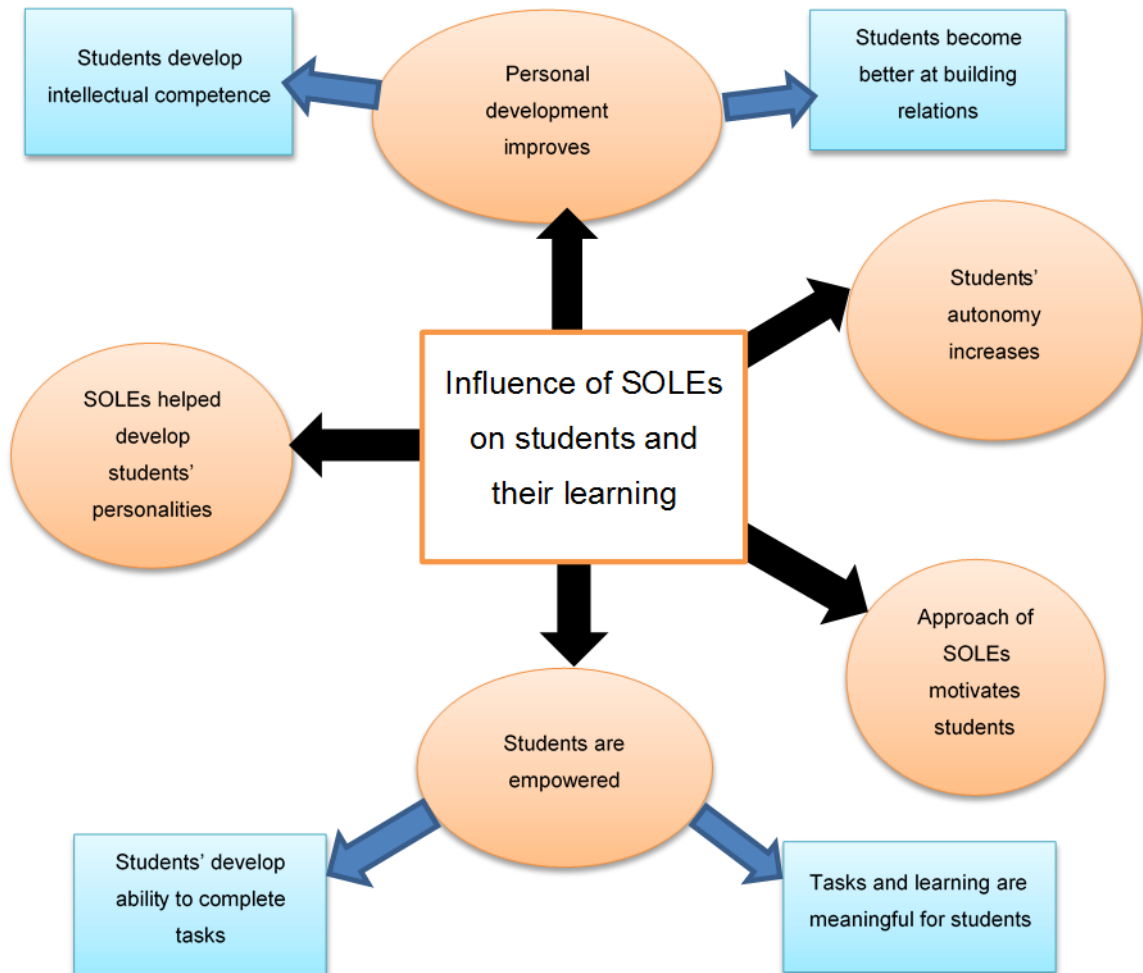 Students develop
intellectual competence
Personal
development
improves
Students become
better at building
relations
Students’
autonomy
increases
SOLEs helped
develop
students’
personalities
Influence of SOLEs
on students and
their learning
Approach of
SOLEs
motivates
students
Students are
empowered
Students’ develop
ability to complete
tasks
Tasks and learning are
meaningful for students